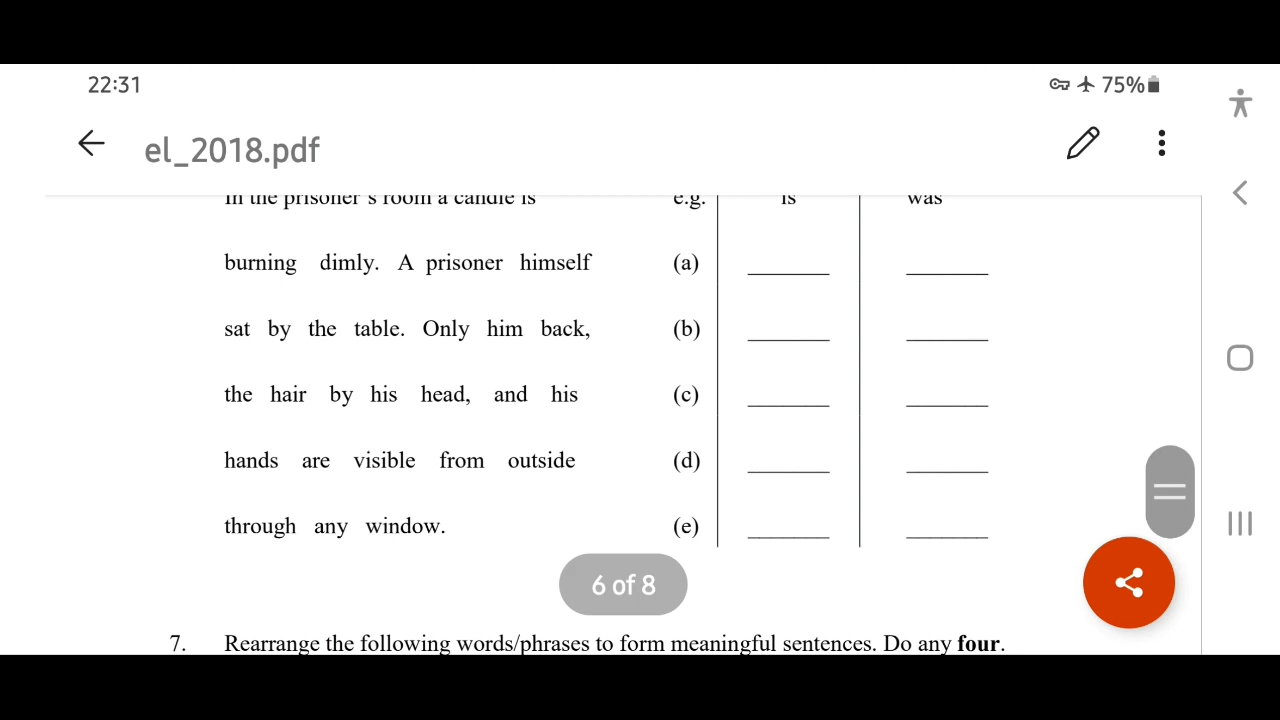 22:31
75%
el_2018.pdf
In the prisoner's room a candle is e.g. is was
burning dimly. A prisoner himself (a)
sat by the table. Only him back, (b)
the hair by his head, and his (c)
hands are visible from outside (d)
through any window. (e)
6 of 8
7. Rearrange the following words/phrases to form meaningful sentences. Do any four.